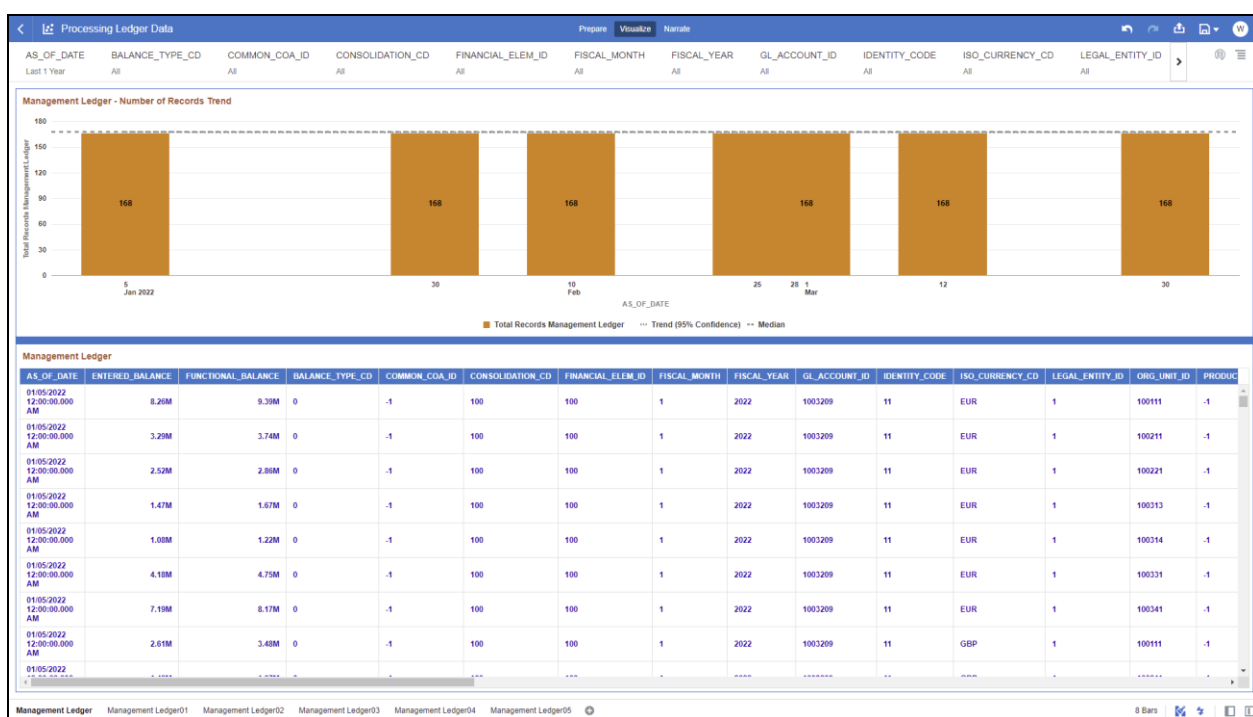 Processing Ledger Data Prepare Visualize Narrate W
AS_OF_DATE BALANCE_TYPE_CD COMMON_COA_ID CONSOLIDATION_CD FINANCIAL_ELEM_ID FISCAL_MONTH FISCAL_YEAR GL_ACCOUNT_ID IDENTITY_CODE ISO_CURRENCY_CD LEGAL_ENTITY_ID
Last 1 Year All All All All All All All All All All
Management Ledger - Number of Records Trend
Total Records Management Ledger
180
150
120
90
60
30
0
168 168 168 168 168 168
5 30 10 25 28 1 12 30
Jan 2022 Feb Mar
AS_OF_DATE
Total Records Management Ledger Trend (95% Confidence) Median
Management Ledger
AS_OF_DATE ENTERED_BALANCE FUNCTIONAL_BALANCE BALANCE_TYPE_CD COMMON_COA_ID CONSOLIDATION_CD FINANCIAL_ELEM_ID FISCAL_MONTH FISCAL_YEAR GL_ACCOUNT_ID IDENTITY_CODE ISO_CURRENCY_CD LEGAL_ENTITY_ID ORG_UNIT_ID PRODUC
01/05/2022
12:00:00.000 8.26M 9.39M 0 -1 100 100 1 2022 1003209 11 EUR 1 100111 -1
AM
01/05/2022
12:00:00.000 3.29M 3.74M 0 -1 100 100 1 2022 1003209 11 EUR 1 100211 -1
AM
01/05/2022
12:00:00.000 2.52M 2.86M 0 -1 100 100 1 2022 1003209 11 EUR 1 100221 -1
AM
01/05/2022
12:00:00.000 1.47M 1.67M 0 -1 100 100 1 2022 1003209 11 EUR 1 100313 -1
AM
01/05/2022
12:00:00.000 1.08M 1.22M 0 -1 100 100 1 2022 1003209 11 EUR 1 100314 -1
AM
01/05/2022
12:00:00.000 4.18M 4.75M 0 -1 100 100 1 2022 1003209 11 EUR 1 100331 -1
AM
01/05/2022
12:00:00.000 7.19M 8.17M 0 -1 100 100 1 2022 1003209 11 EUR 1 100341 -1
AM
01/05/2022
12:00:00.000 2.61M 3.48M 0 -1 100 100 1 2022 1003209 11 GBP 1 100111 -1
AM
01/05/2022
Management Ledger Management Ledger01 Management Ledger02 Management Ledger03 Management Ledger04 Management Ledger05 8 Bars